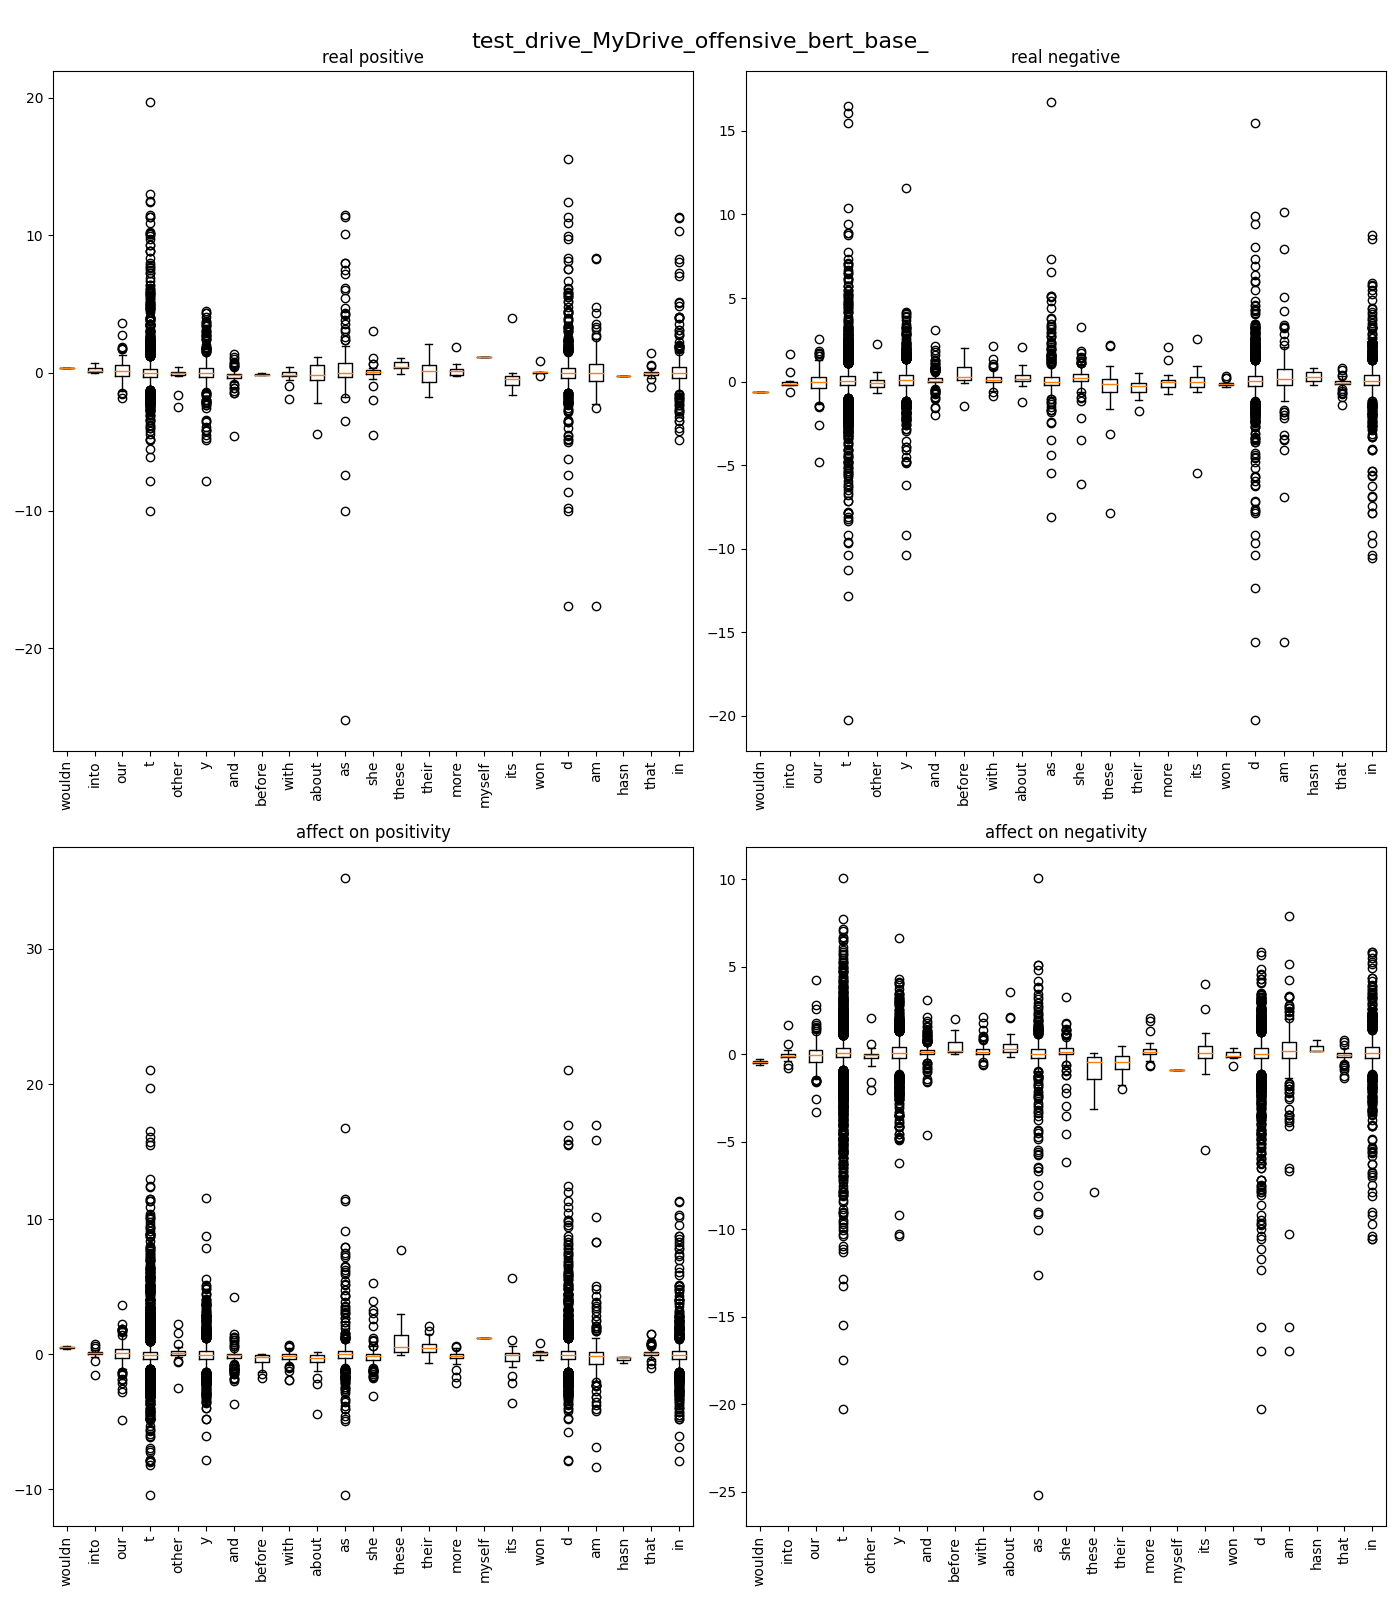 test_drive_MyDrive_offensive_bert_base_
real positive
real negative
20
10
0
−10
−20
15
10
5
0
−5
−10
−15
−20
wouldn into our t other y and before with about as she these their more myself its won d am hasn that in
wouldn into our t other y and before with about as she these their more its won d am hasn that in
affect on positivity
affect on negativity
30
20
10
0
−10
10
5
0
−5
−10
−15
−20
−25
wouldn into our t other y and before with about as she these their more myself its won d am hasn that in
wouldn into our t other y and before with about as she these their more myself its won d am hasn that in